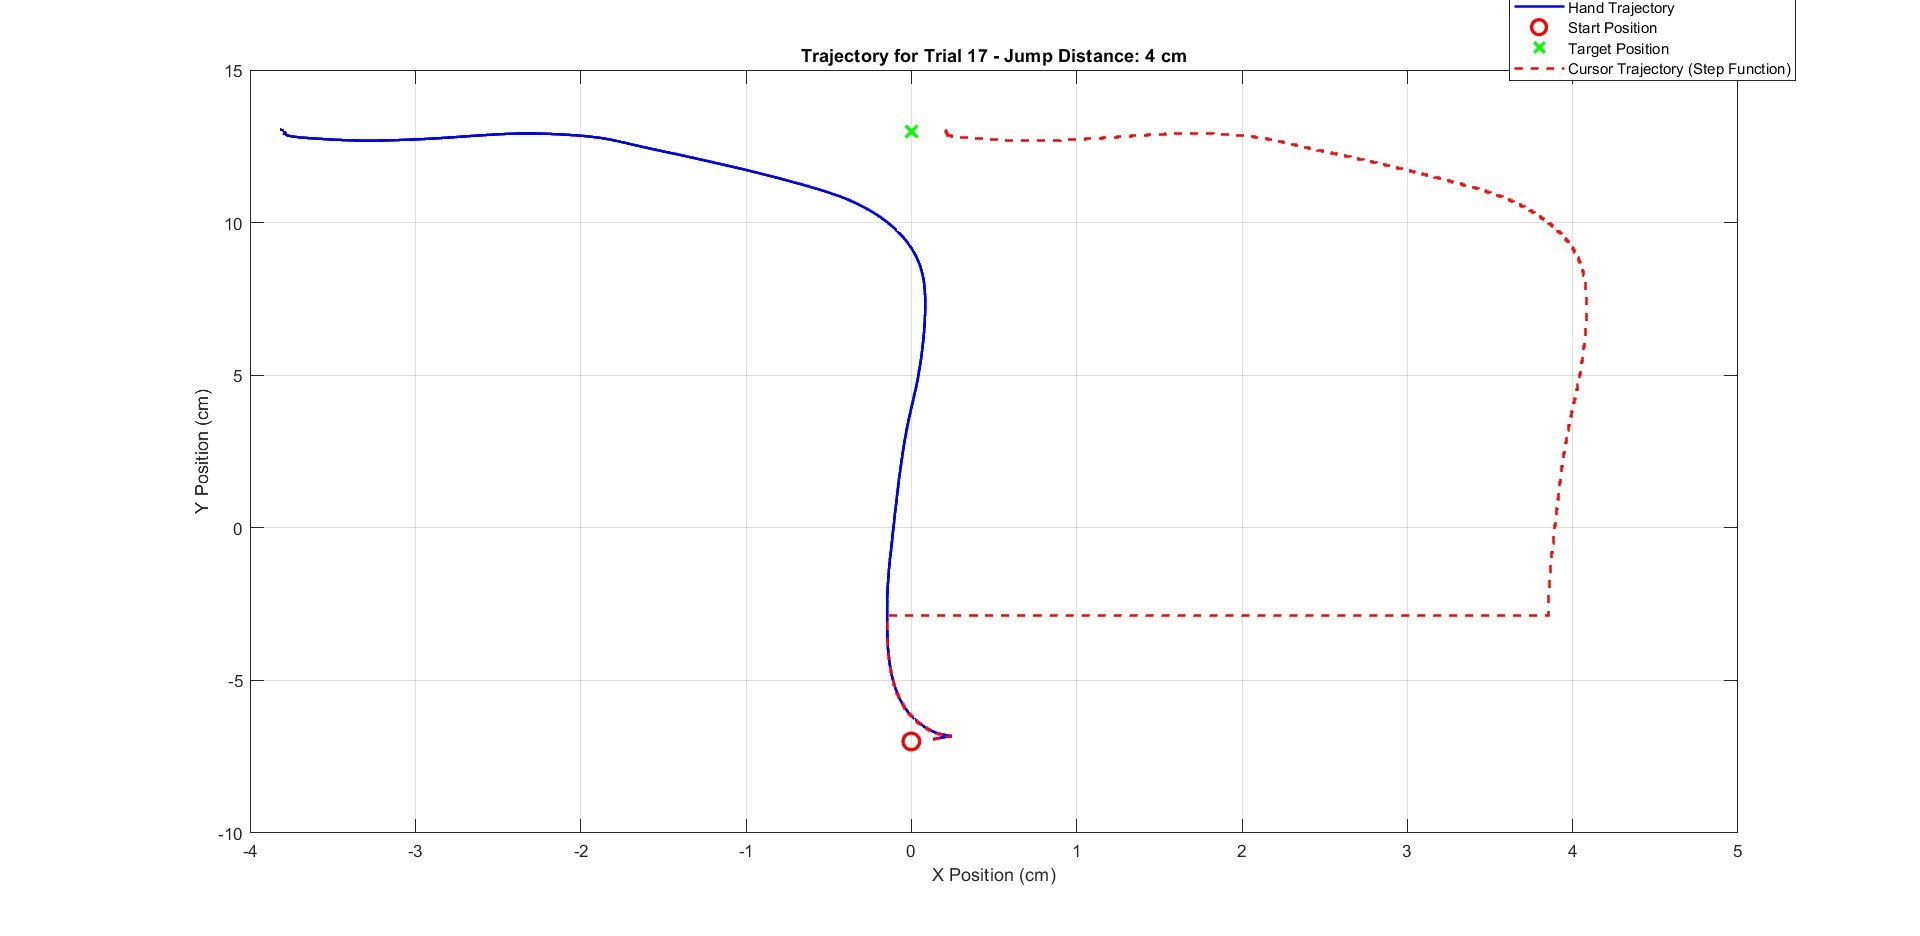 Hand Trajectory
Start Position
Target Position
Cursor Trajectory (Step Function)
Trajectory for Trial 17 - Jump Distance: 4 cm
15
10
5
0
-5
-10
Y Position (cm)
-4 -3 -2 -1 0 1 2 3 4 5
X Position (cm)